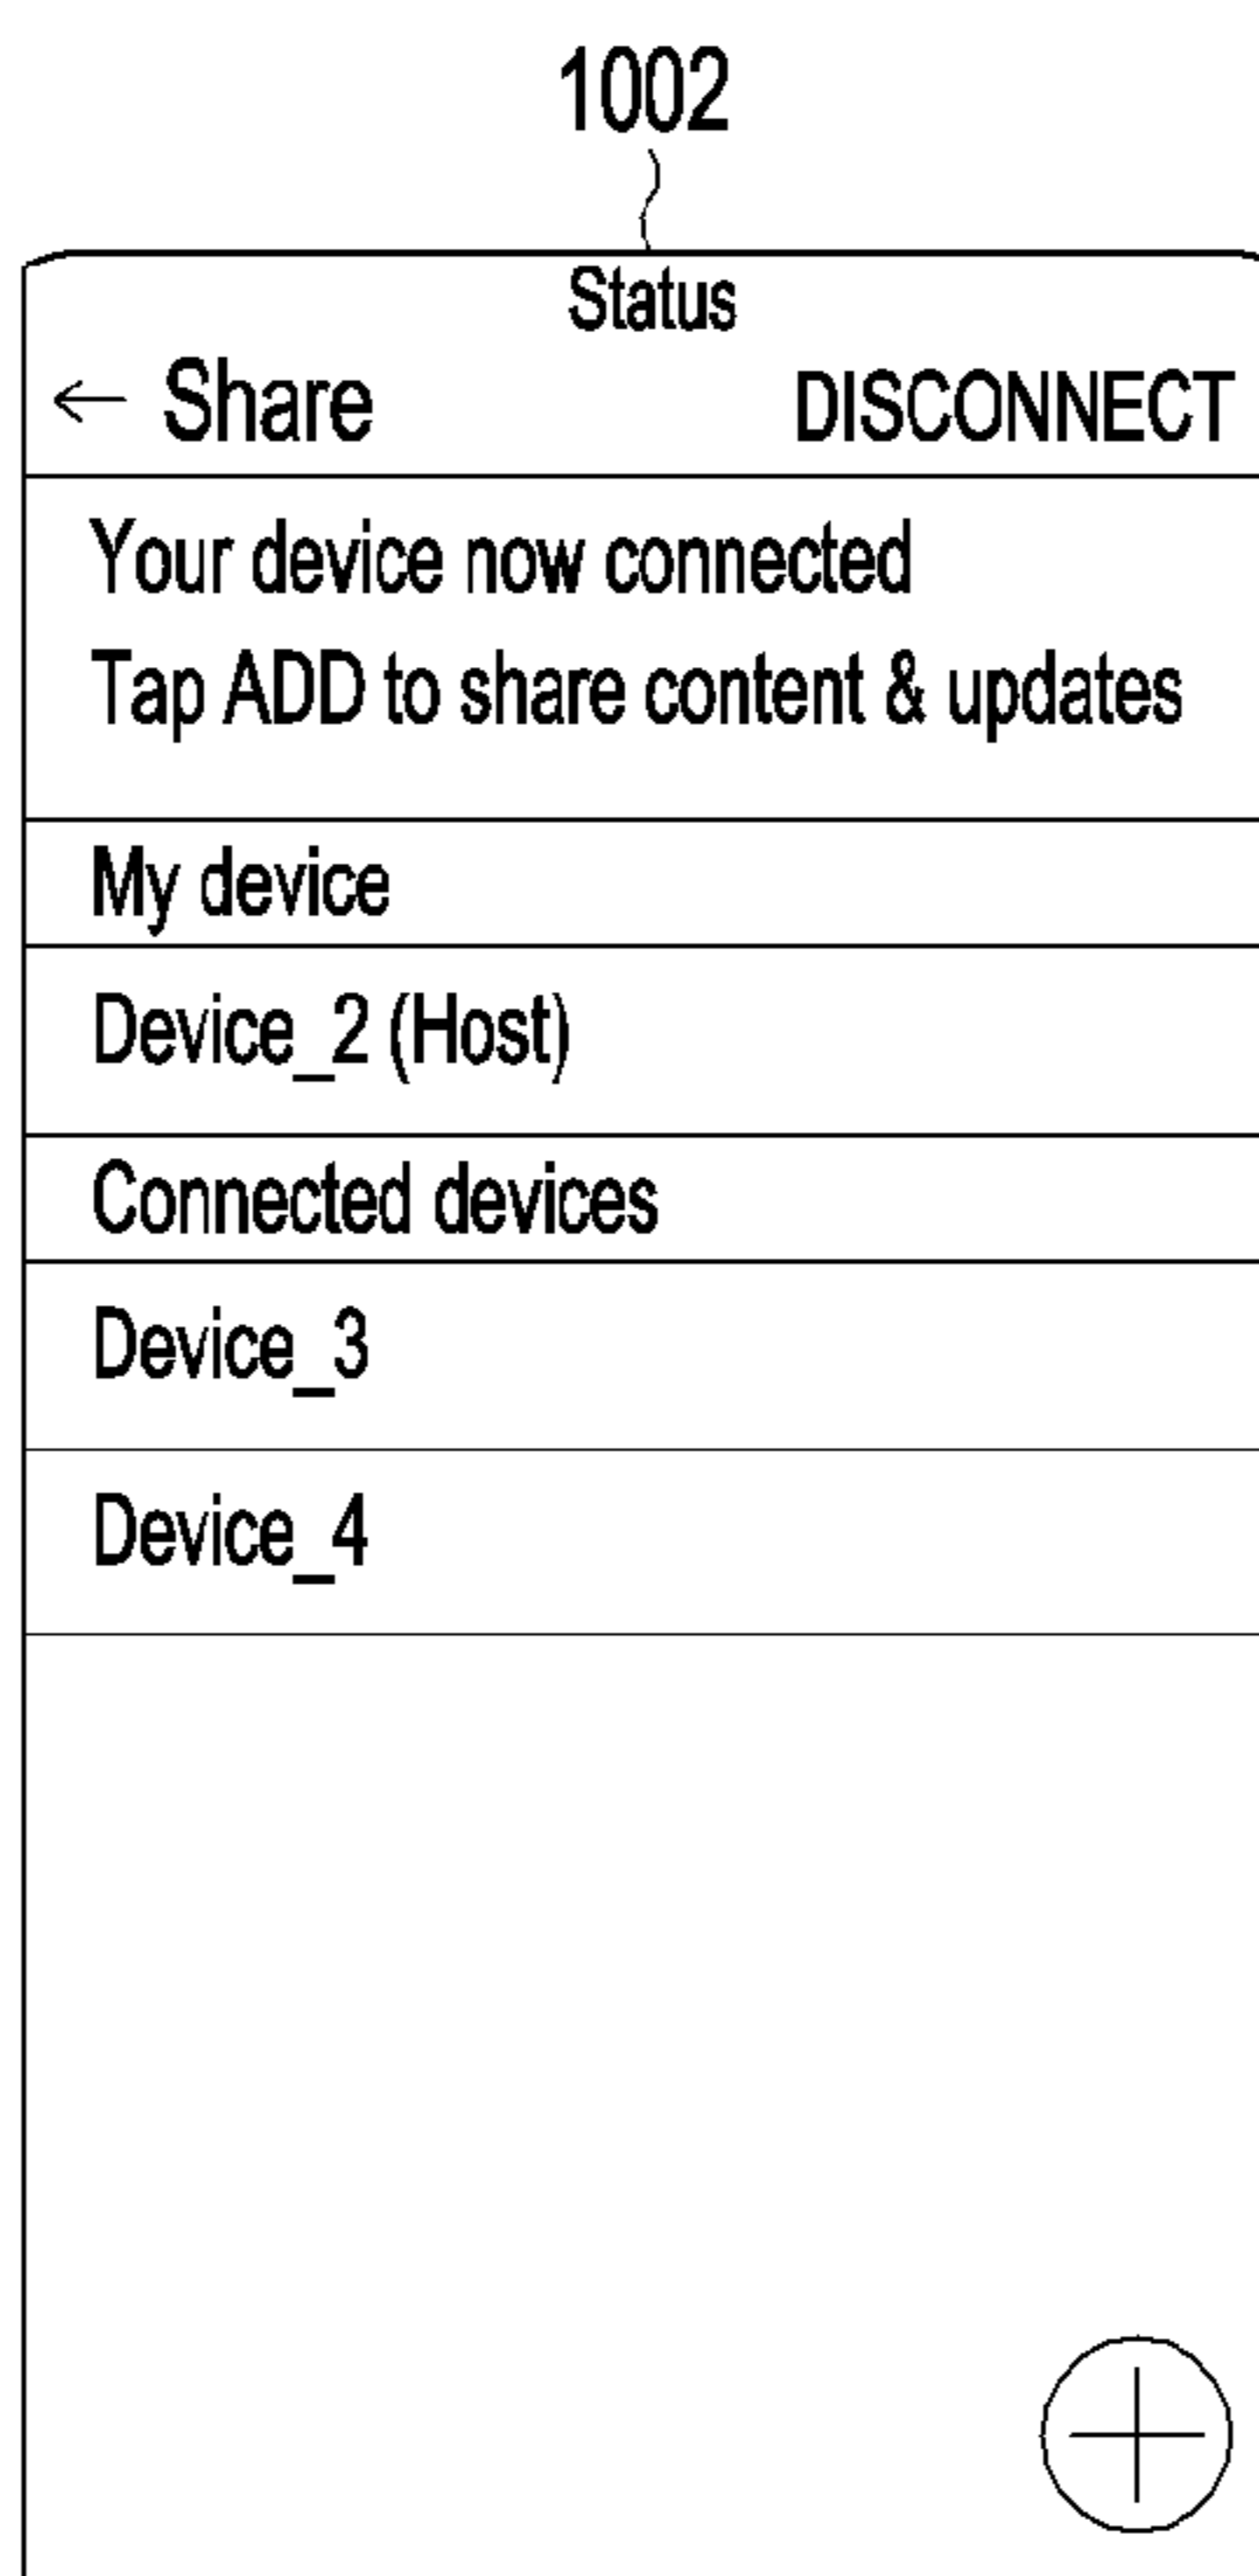 1002
Status
← Share DISCONNECT
Your device now connected
Tap ADD to share content & updates
My device
Device_2 (Host)
Connected devices
Device_3
Device_4